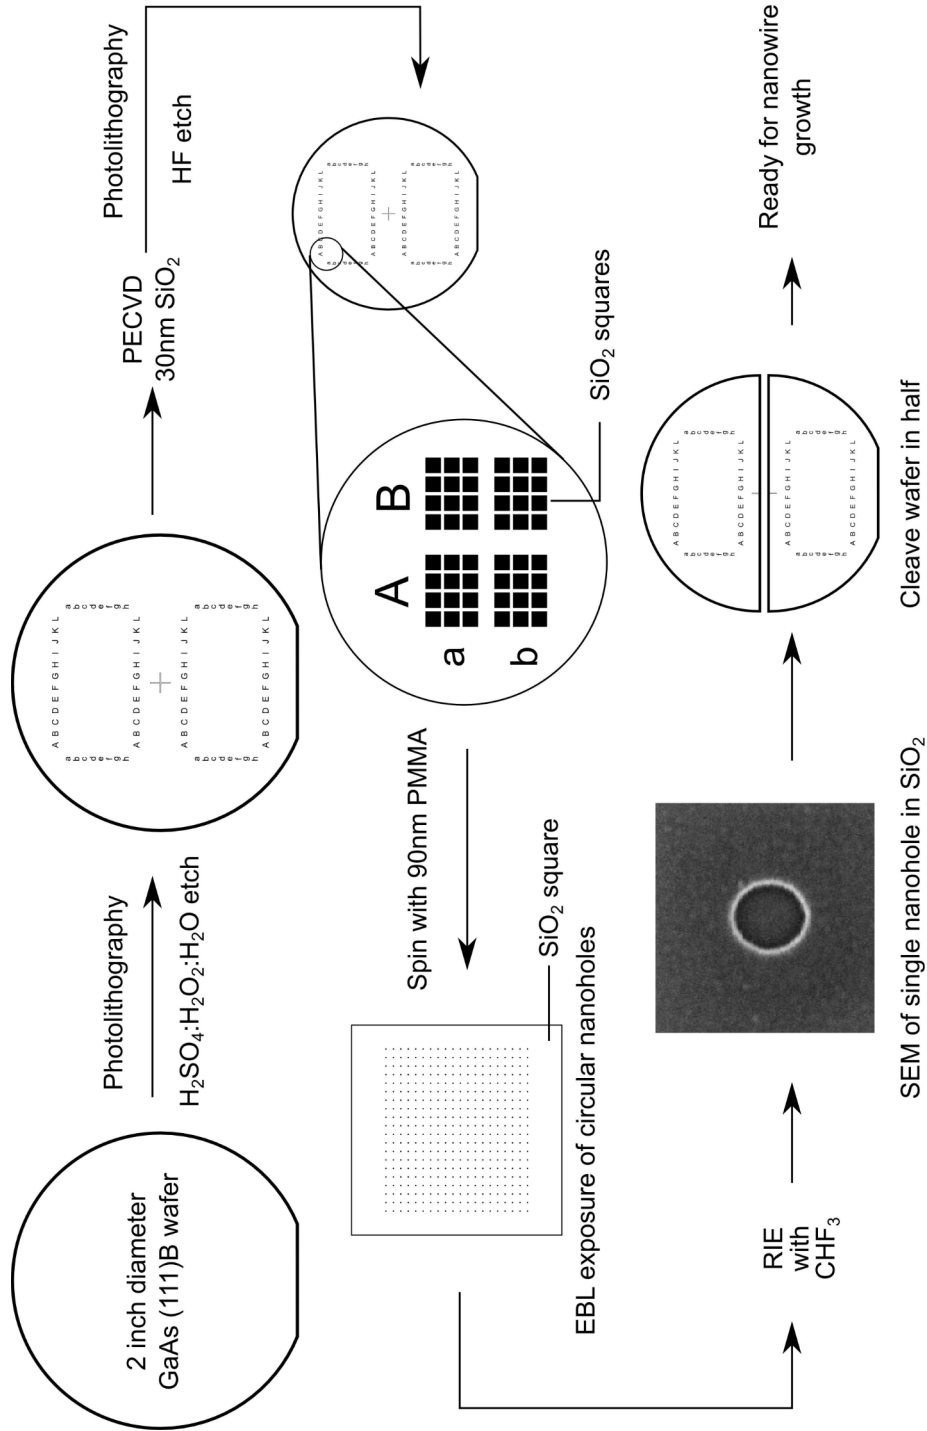 2 inch diameter
GaAs (111)B wafer
Photolithography
H₂SO₄:H₂O₂:H₂O etch
A B C D E F G H I J K L
a a
b b
c c
d d
e e
f f
g g
h h
A B C D E F G H I J K L
A B C D E F G H I J K L
a a
b b
c c
d d
e e
f f
g g
h h
A B C D E F G H I J K L
PECVD
30nm SiO₂
Photolithography
HF etch
A B C D E F G H I J K L
a a
b b
c c
d d
e e
f f
g g
h h
A B C D E F G H I J K L
A B C D E F G H I J K L
a a
b b
c c
d d
e e
f f
g g
h h
A B C D E F G H I J K L
A B
a
b
SiO₂ squares
Spin with 90nm PMMA
SiO₂ square
EBL exposure of circular nanoholes
RIE
with
CHF₃
SEM of single nanohole in SiO₂
A B C D E F G H I J K L
a a
b b
c c
d d
e e
f f
g g
h h
A B C D E F G H I J K L
A B C D E F G H I J K L
a a
b b
c c
d d
e e
f f
g g
h h
A B C D E F G H I J K L
Cleave wafer in half
Ready for nanowire
growth